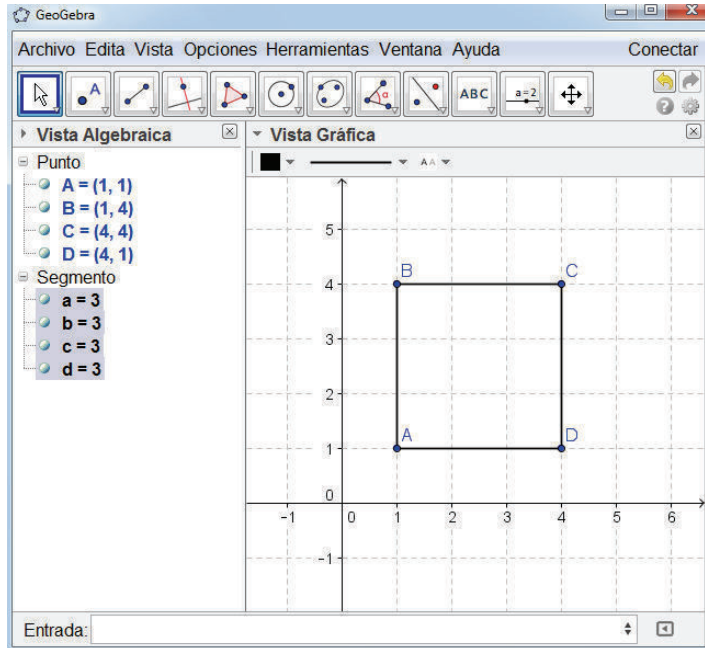 GeoGebra
Archivo Edita Vista Opciones Herramientas Ventana Ayuda Conectar
A ABC a=2 α
Vista Algebraica
Vista Gráfica
Punto
A = (1, 1)
B = (1, 4)
C = (4, 4)
D = (4, 1)
Segmento
a = 3
b = 3
c = 3
d = 3
A A
5
4
3
2
1
0
-1
B
C
A
D
-1 0 1 2 3 4 5 6
Entrada: